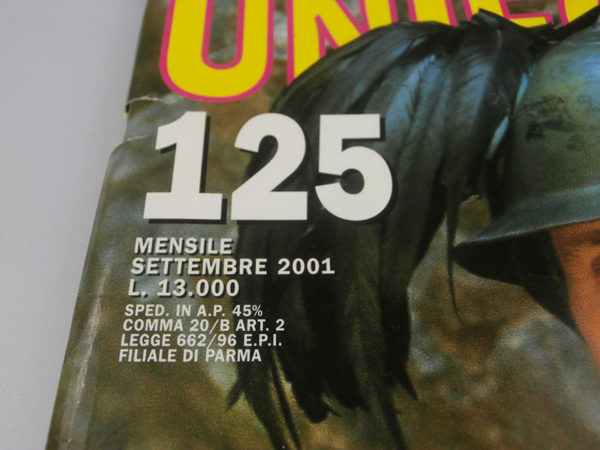 125
MENSILE
SETTEMBRE 2001
L. 13.000
SPED. IN A.P. 45%
COMMA 20/B ART. 2
LEGGE 662/96 E.P.I.
FILIALE DI PARMA